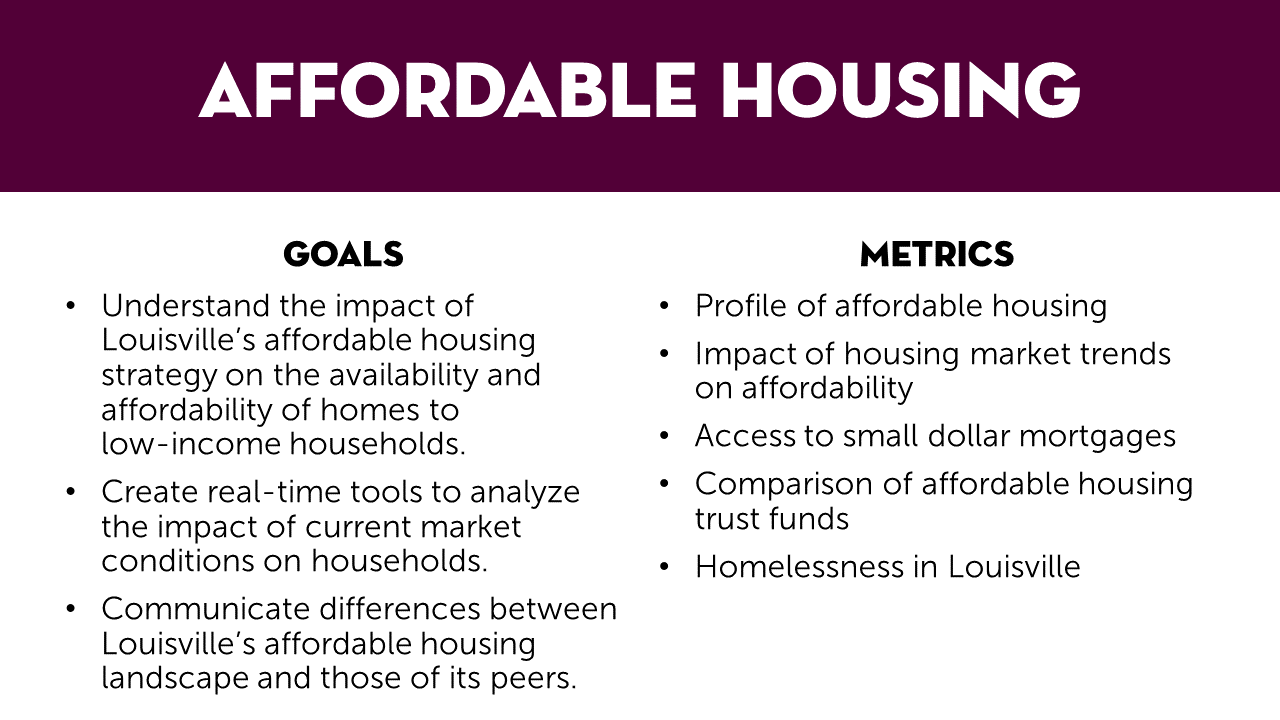 AFFORDABLE HOUSING
GOALS
• Understand the impact of
Louisville’s affordable housing
strategy on the availability and
affordability of homes to
low-income households.
• Create real-time tools to analyze
the impact of current market
conditions on households.
• Communicate differences between
Louisville’s affordable housing
landscape and those of its peers.
METRICS
• Profile of affordable housing
• Impact of housing market trends
on affordability
• Access to small dollar mortgages
• Comparison of affordable housing
trust funds
• Homelessness in Louisville